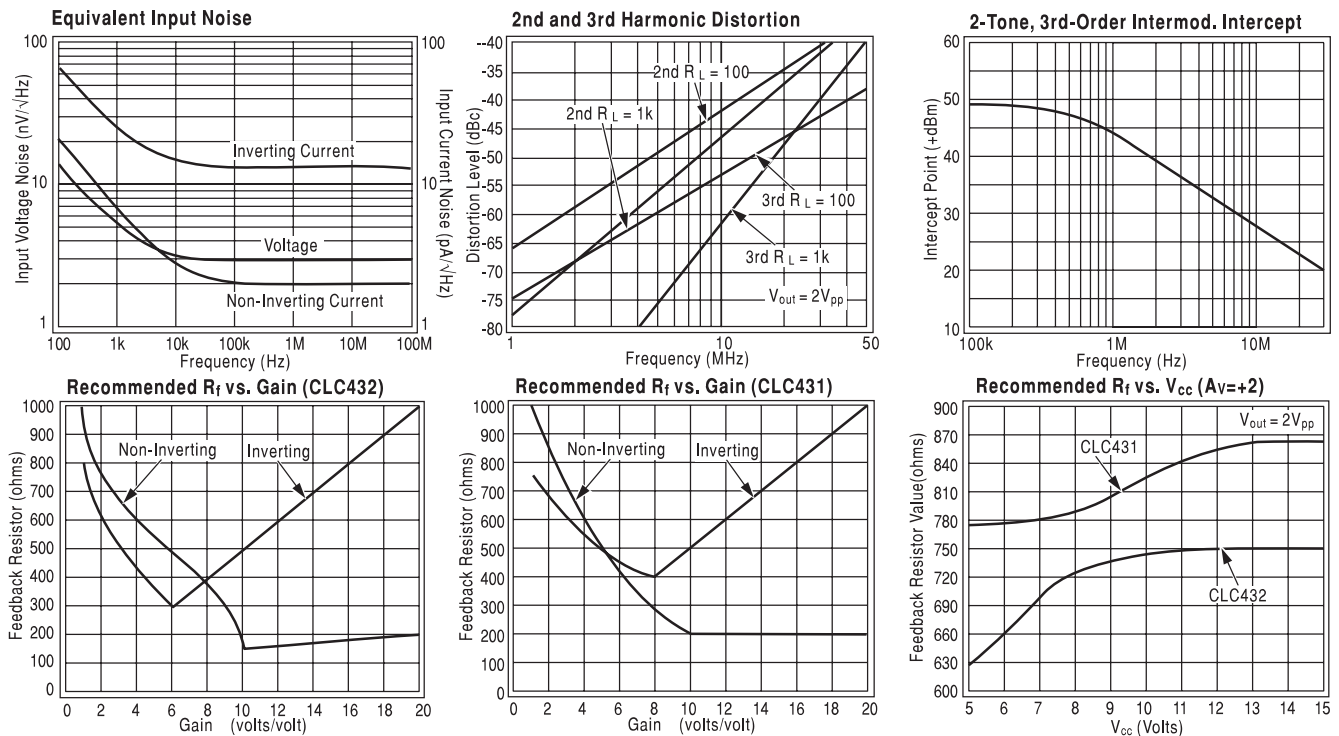 Equivalent Input Noise
100
10
1
Input Voltage Noise (nV/√Hz)
100
10
1
Input Current Noise (pA/√Hz)
Inverting Current
Voltage
Non-Inverting Current
100 1k 10k 100k 1M 10M 100M
Frequency (Hz)
2nd and 3rd Harmonic Distortion
-40
-35
-40
-45
-50
-55
-60
-65
-70
-75
-80
Distortion Level (dBc)
2nd R L = 100
2nd R L = 1k
3rd R L = 100
3rd R L = 1k
Vout = 2Vpp
1 10 50
Frequency (MHz)
2-Tone, 3rd-Order Intermod. Intercept
60
50
40
30
20
10
Intercept Point (+dBm)
100k 1M 10M
Frequency (Hz)
Recommended Rf vs. Gain (CLC432)
1000
900
800
700
600
500
400
300
200
100
0
Feedback Resistor (ohms)
Non-Inverting
Inverting
0 2 4 6 8 10 12 14 16 18 20
Gain (volts/volt)
Recommended Rf vs. Gain (CLC431)
1000
900
800
700
600
500
400
300
200
100
0
Feedback Resistor (ohms)
Non-Inverting
Inverting
0 2 4 6 8 10 12 14 16 18 20
Gain (volts/volt)
Recommended Rf vs. Vcc (AV=+2)
900
870
840
810
780
750
720
690
660
630
600
Feedback Resistor Value(ohms)
Vout = 2Vpp
CLC431
CLC432
5 6 7 8 9 10 11 12 13 14 15
Vcc (Volts)